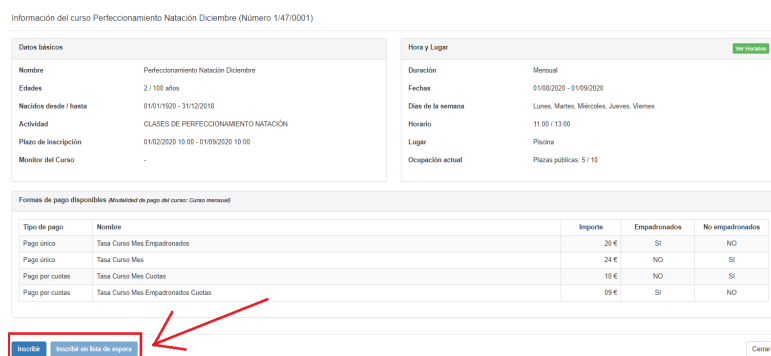 Información del curso Perfeccionamiento Natación Diciembre (Número 1/47/0001)
Datos básicos
Nombre Perfeccionamiento Natación Diciembre
Edades 2 / 100 años
Nacidos desde / hasta 01/01/1920 - 31/12/2018
Actividad CLASES DE PERFECCIONAMIENTO NATACIÓN
Plazo de inscripción 01/02/2020 10:00 - 01/09/2020 10:00
Monitor del Curso -
Hora y Lugar Ver Horarios
Duración Mensual
Fechas 01/08/2020 - 01/09/2020
Días de la semana Lunes, Martes, Miércoles, Jueves, Viernes
Horario 11:00 / 13:00
Lugar Piscina
Ocupación actual Plazas públicas: 5 / 10
Formas de pago disponibles (Modalidad de pago del curso: Curso mensual)
Tipo de pago Nombre Importe Empadronados No empadronados
Pago único Tasa Curso Mes Empadronados 20 € SI NO
Pago único Tasa Curso Mes 24 € NO SI
Pago por cuotas Tasa Curso Mes Cuotas 10 € NO SI
Pago por cuotas Tasa Curso Mes Empadronados Cuotas 09 € SI NO
Inscribir Inscribir en lista de espera Cerrar